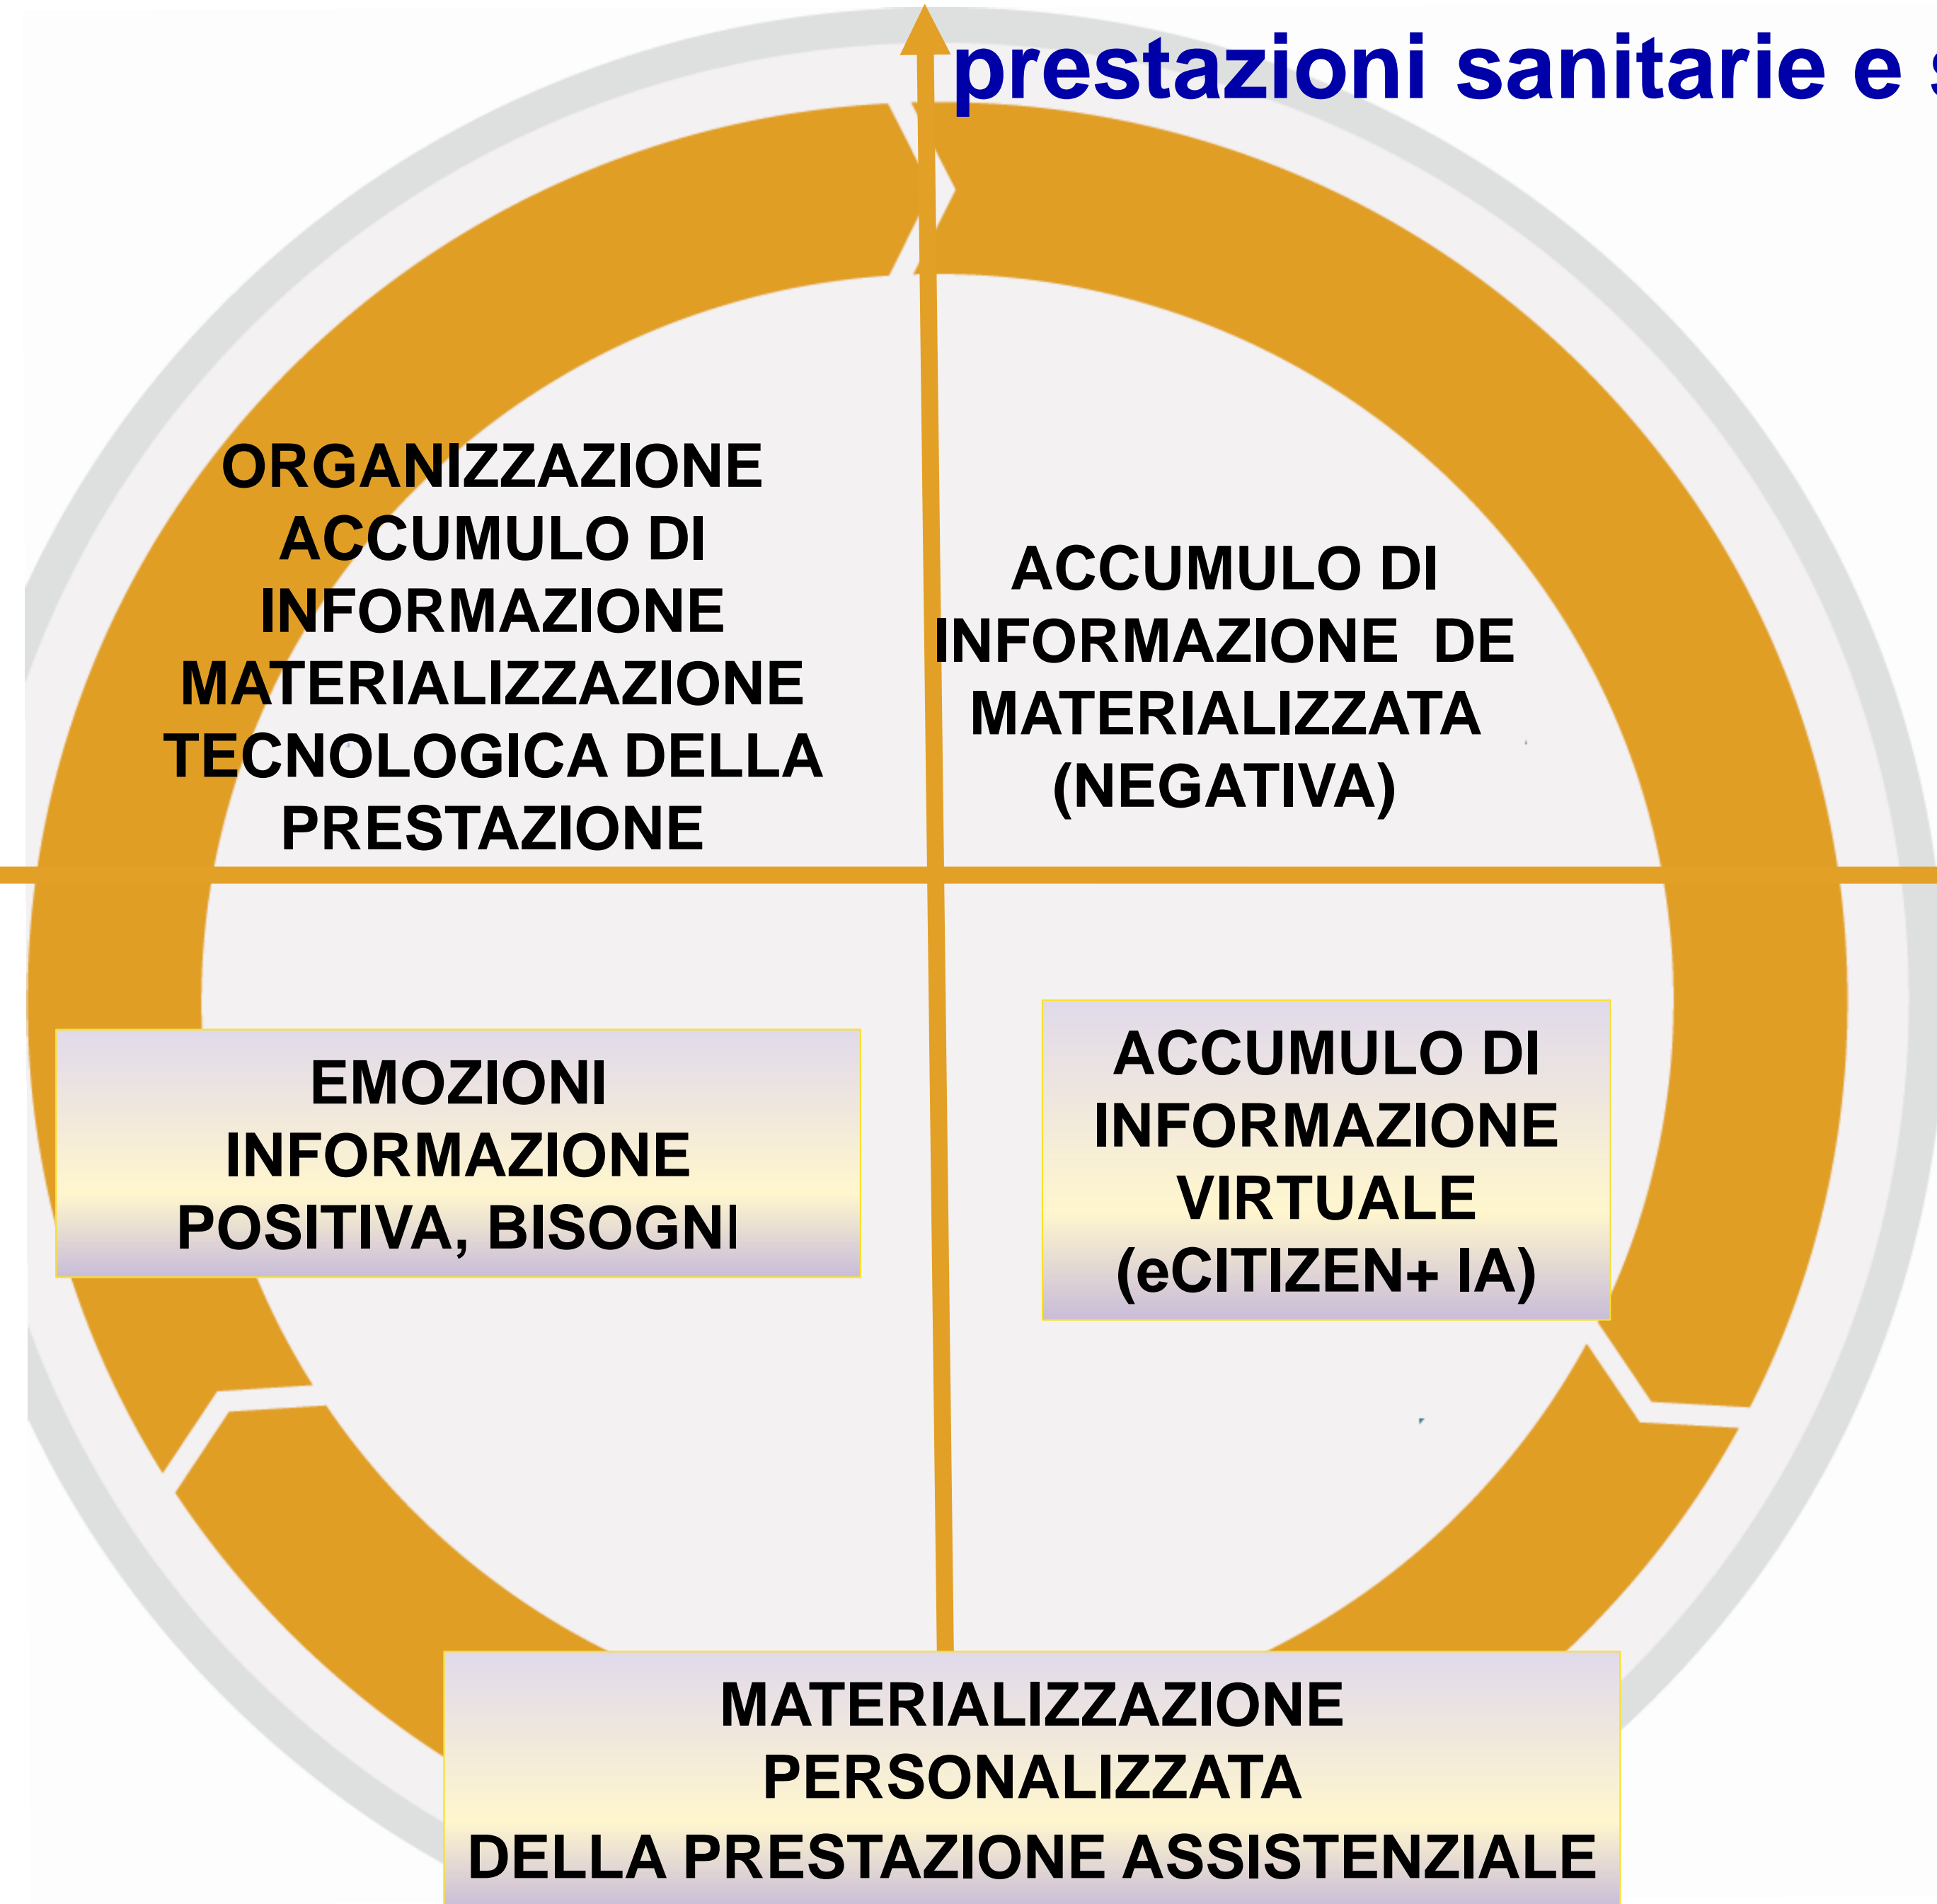 prestazioni sanitarie e
ORGANIZZAZIONE
ACCUMULO DI
INFORMAZIONE
MATERIALIZZAZIONE
TECNOLOGICA DELLA
PRESTAZIONE
ACCUMULO DI
INFORMAZIONE DE
MATERIALIZZATA
(NEGATIVA)
EMOZIONI
INFORMAZIONE
POSITIVA, BISOGNI
ACCUMULO DI
INFORMAZIONE
VIRTUALE
(eCITIZEN+ IA)
MATERIALIZZAZIONE
PERSONALIZZATA
DELLA PRESTAZIONE ASSISTENZIALE